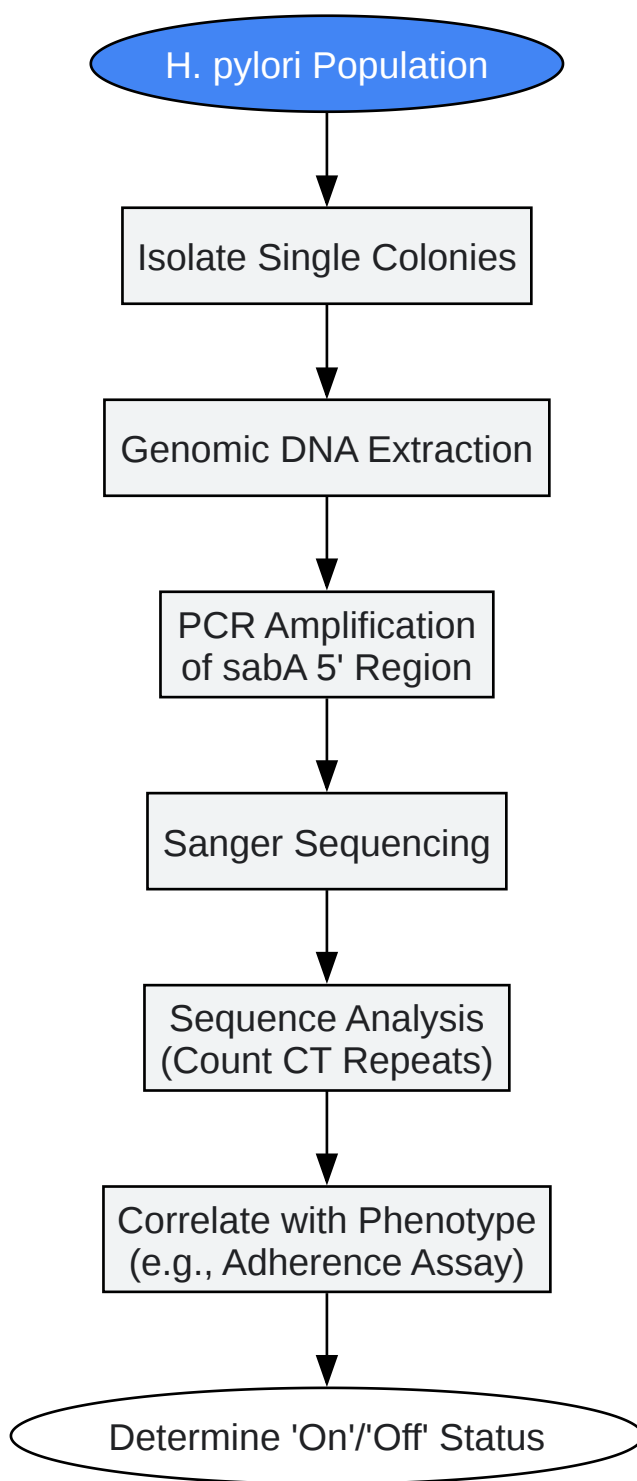 H. pylori Population
Isolate Single Colonies
Genomic DNA Extraction
PCR Amplification
of sabA 5' Region
Sanger Sequencing
Sequence Analysis
(Count CT Repeats)
Correlate with Phenotype
(e.g., Adherence Assay)
Determine 'On'/'Off' Status